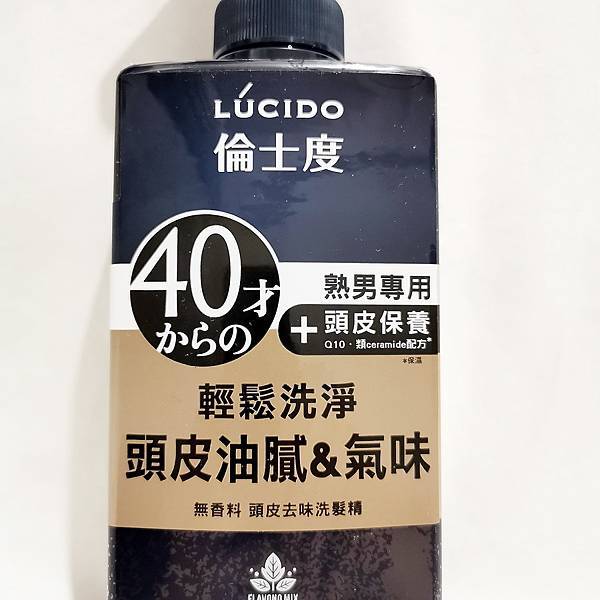 LÚCIDO
倫士度
40才
からの
熟男專用
+頭皮保養
Q10・類ceramide配方*
*保濕
輕鬆洗淨
頭皮油膩&氣味
無香料 頭皮去味洗髮精
FLAVONO MIX